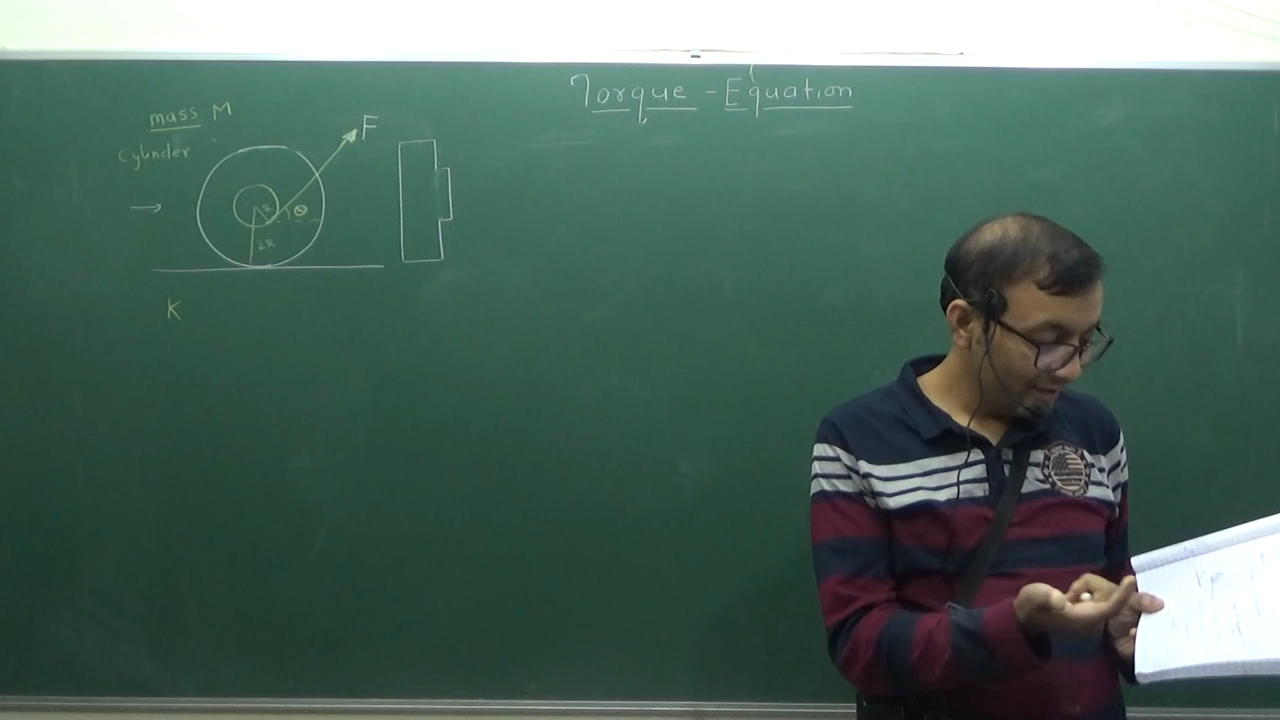 Torque - Equation
mass M
Cylinder
F
R θ
2R
K